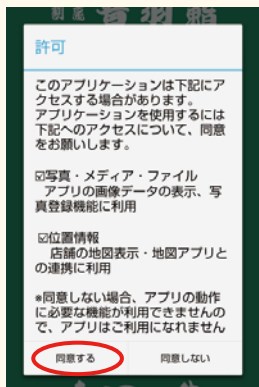 許可
このアプリケーションは下記にア
クセスする場合があります。
アプリケーションを使用するには
下記へのアクセスについて、同意
をお願いします。
☑写真・メディア・ファイル
アプリの画像データの表示、写
真登録機能に利用
☑位置情報
店舗の地図表示・地図アプリと
の連携に利用
※同意しない場合、アプリの動作
に必要な機能が利用できませんの
で、アプリはご利用になれません
同意する 同意しない